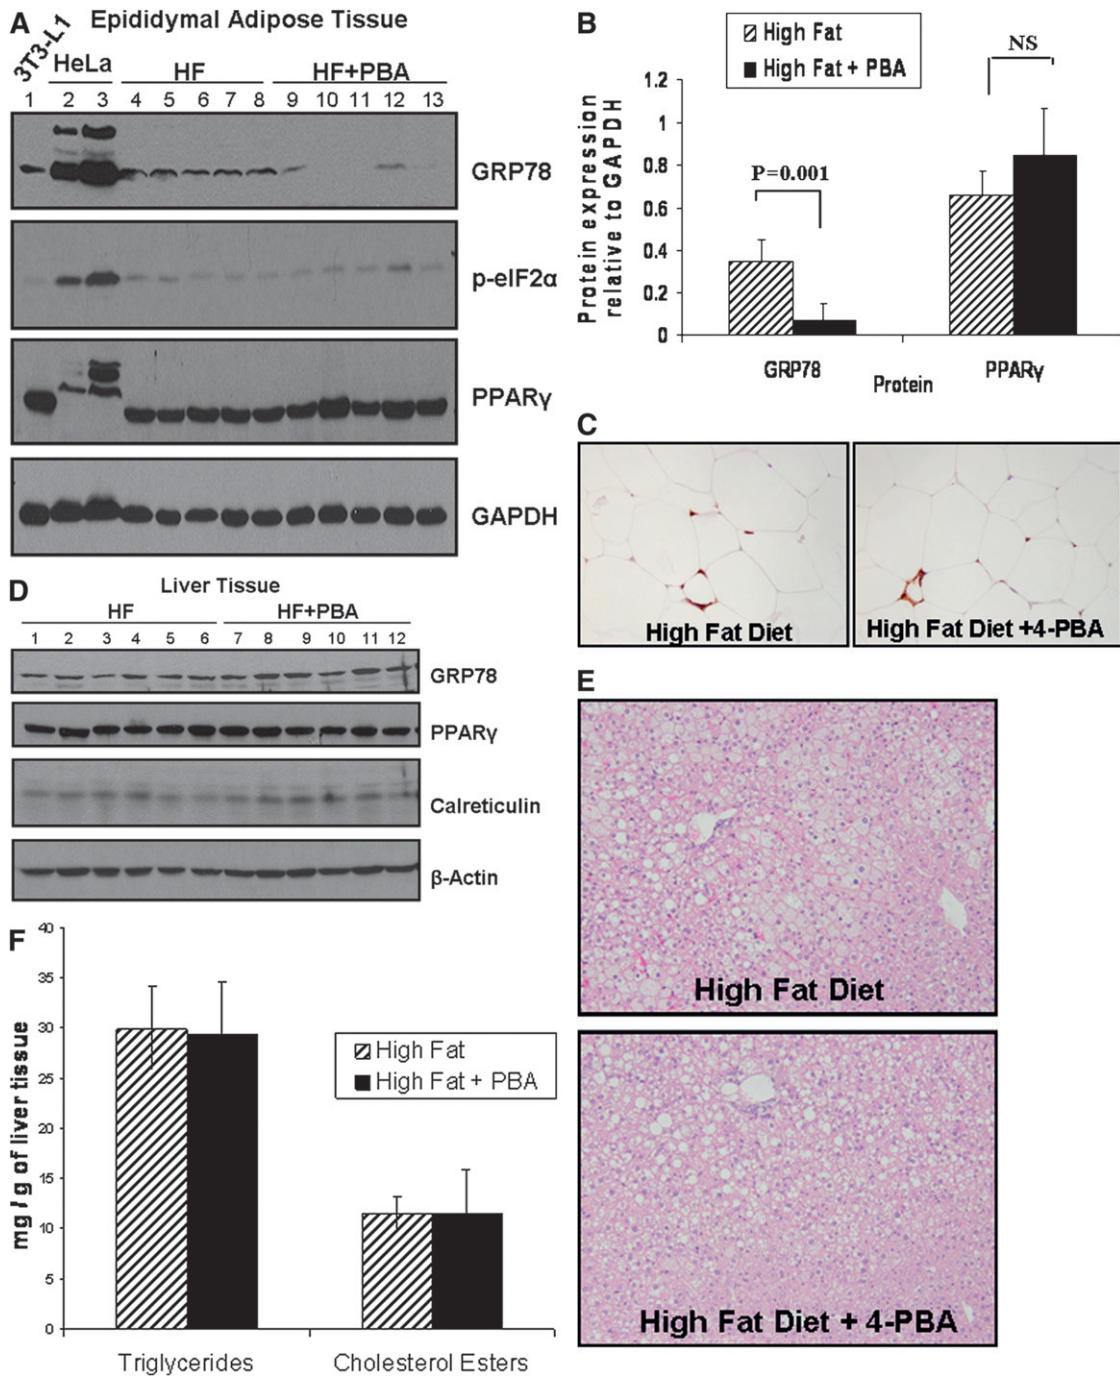 A
Epididymal Adipose Tissue
3T3-L1
HeLa
HF
HF+PBA
1 2 3 4 5 6 7 8 9 10 11 12 13
GRP78
p-eIF2α
PPARγ
GAPDH
B
High Fat
High Fat + PBA
NS
P=0.001
Protein expression
relative to GAPDH
1.2
1
0.8
0.6
0.4
0.2
0
GRP78
Protein
PPARγ
C
High Fat Diet
High Fat Diet +4-PBA
D
Liver Tissue
HF
HF+PBA
1 2 3 4 5 6 7 8 9 10 11 12
GRP78
PPARγ
Calreticulin
β-Actin
E
High Fat Diet
High Fat Diet + 4-PBA
F
mg / g of liver tissue
40
35
30
25
20
15
10
5
0
High Fat
High Fat + PBA
Triglycerides
Cholesterol Esters